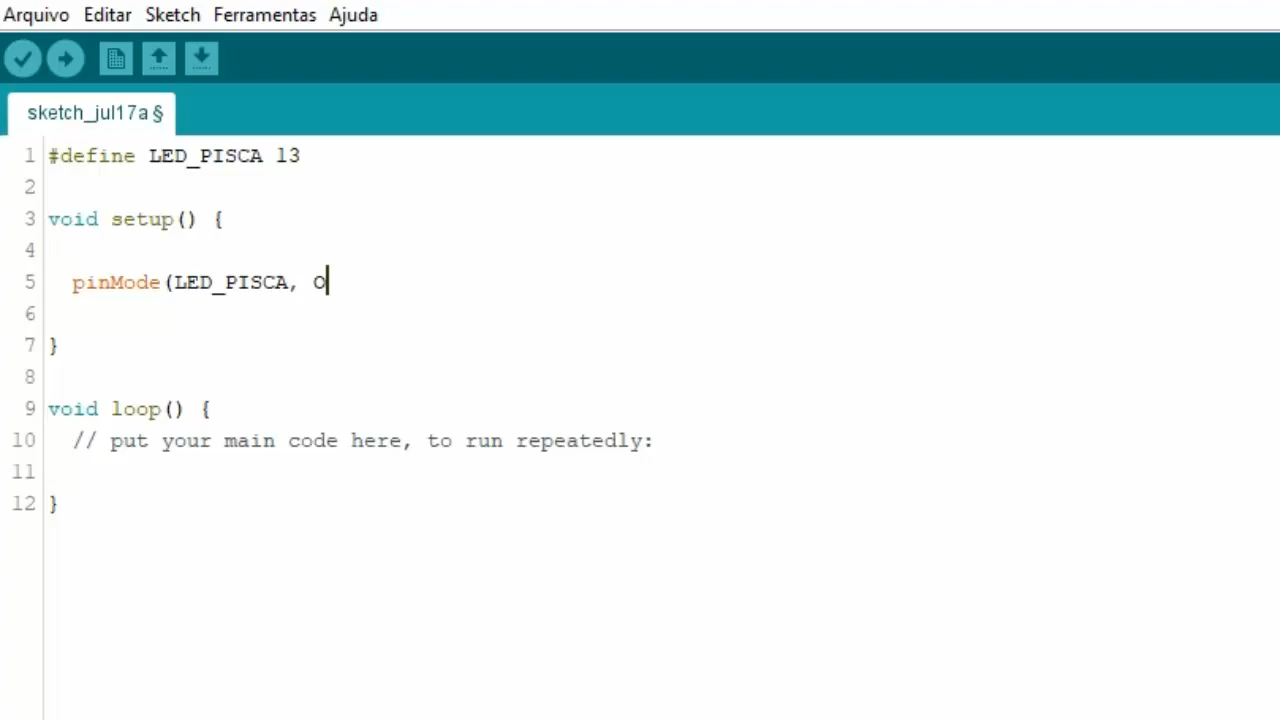 Arquivo Editar Sketch Ferramentas Ajuda
sketch_jul17a §
1 #define LED_PISCA 13
2
3 void setup() {
4
5 pinMode(LED_PISCA, O
6
7 }
8
9 void loop() {
10 // put your main code here, to run repeatedly:
11
12 }